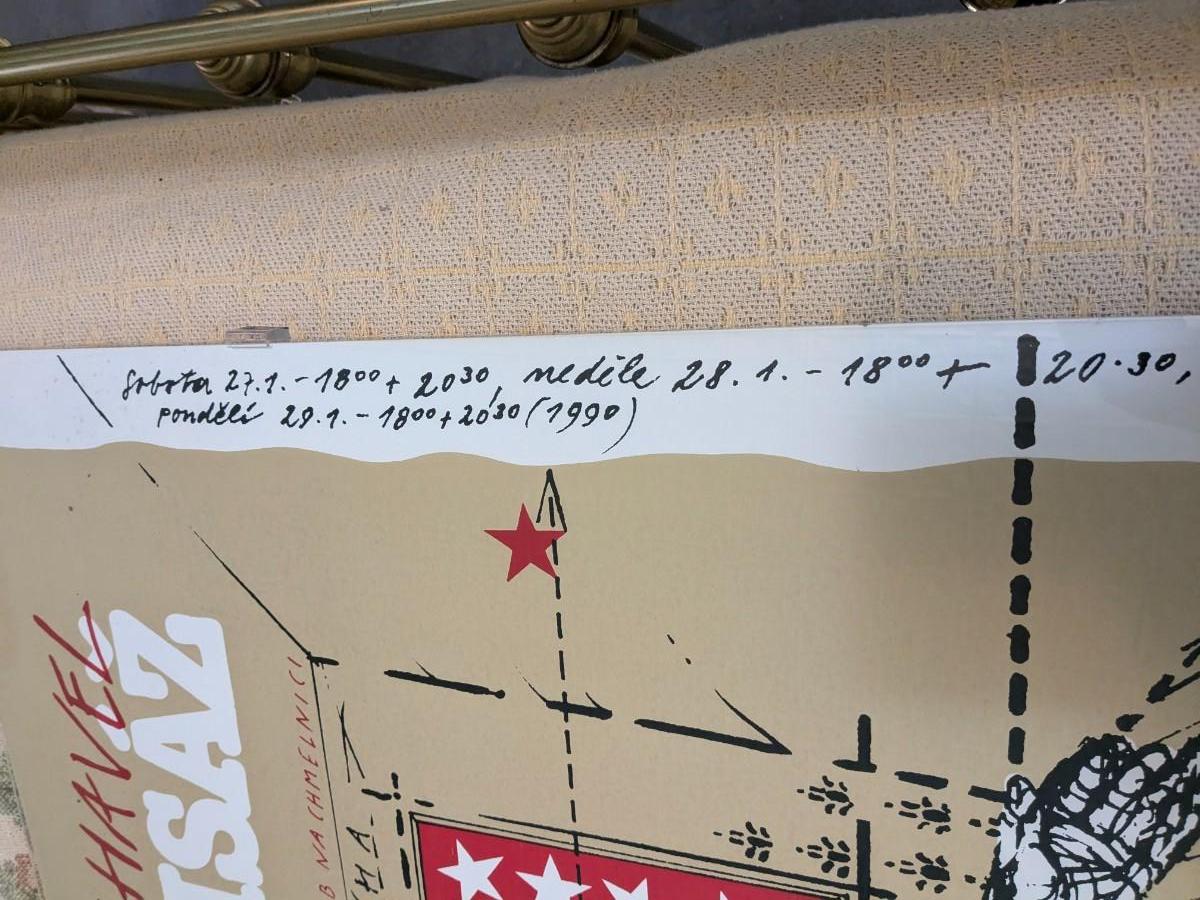 Sobota 27.1. - 18⁰⁰ + 20³⁰, neděle 28. 1. - 18⁰⁰ + 20·30,
pondělí 29.1. - 18⁰⁰ + 20³⁰ (1990)
HAVEL
ISÁŽ
B NA CHMELNICI